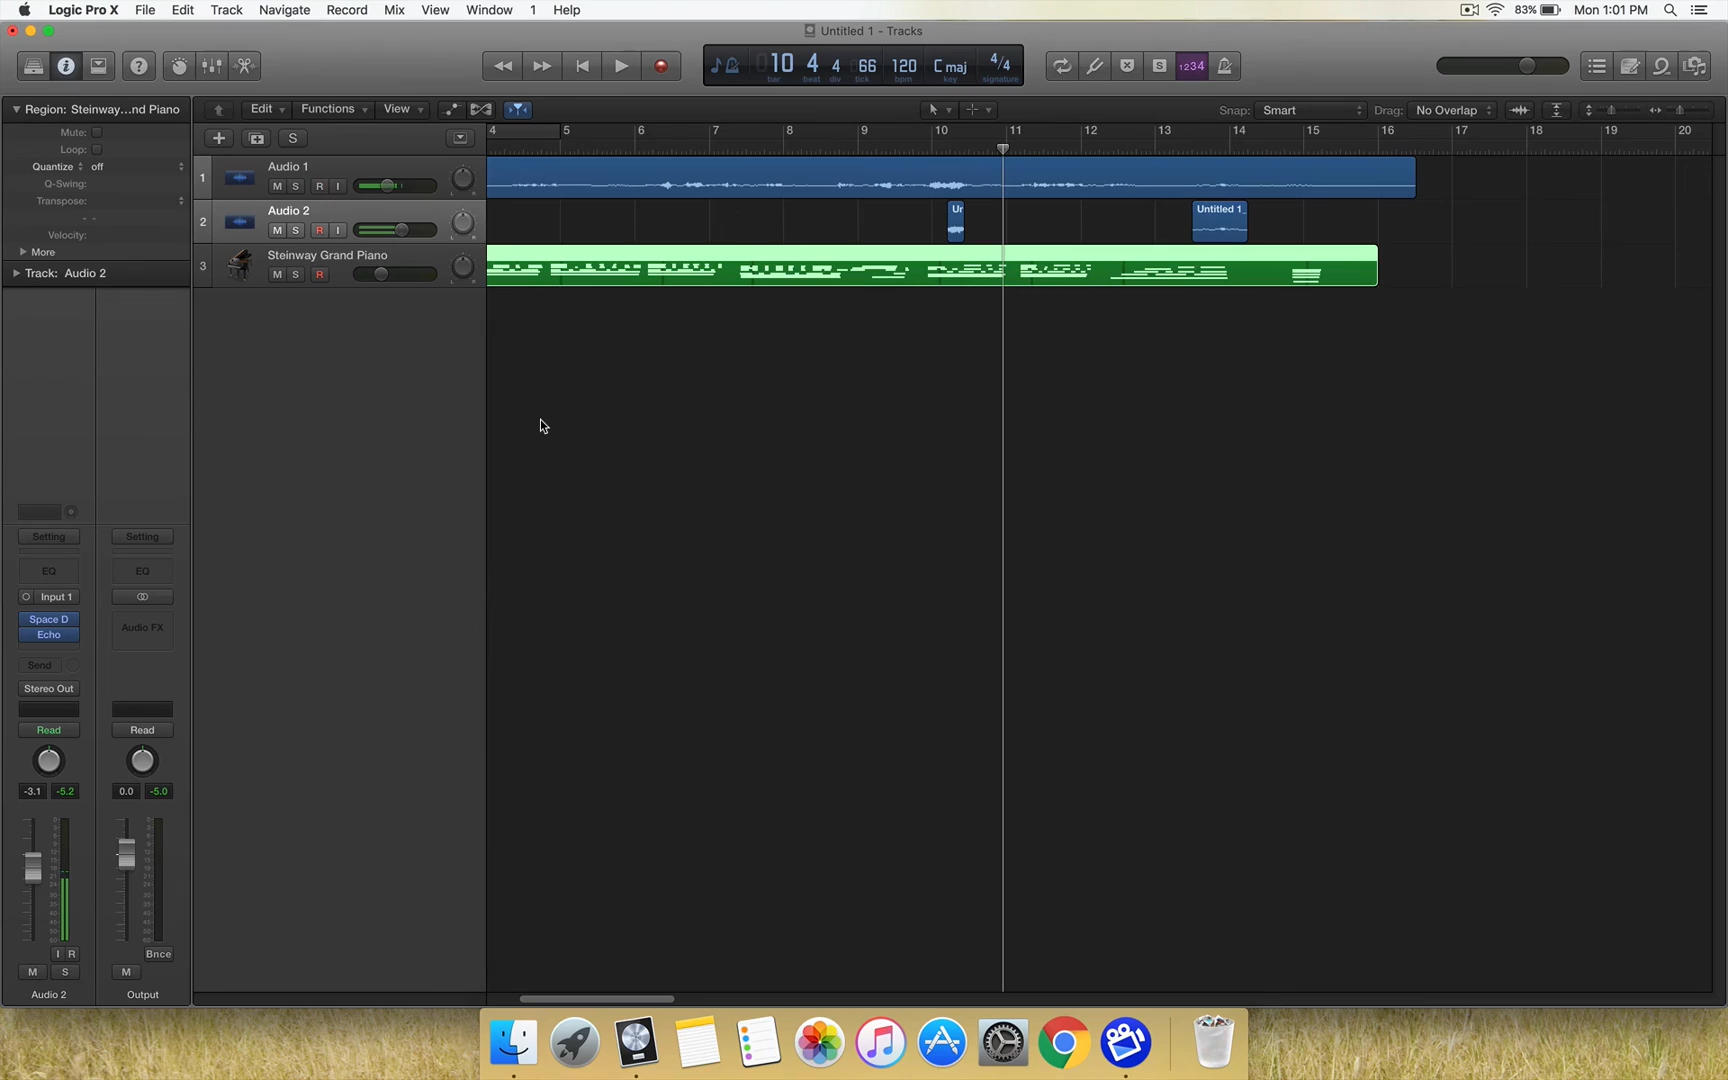 Logic Pro X File Edit Track Navigate Record Mix View Window 1 Help 83% Mon 1:01 PM
Untitled 1 - Tracks
10 4 4 66 120 C maj 4/4
bar beat div tick bpm key signature
1234
Region: Steinway...nd Piano
Edit Functions View Snap: Smart Drag: No Overlap
Mute:
Loop:
Quantize off
Q-Swing:
Transpose:
Velocity:
More
Track: Audio 2
S
4 5 6 7 8 9 10 11 12 13 14 15 16 17 18 19 20
1 Audio 1
M S R I
2 Audio 2
M S R I
Ur
Untitled 1_
3 Steinway Grand Piano
M S R
Setting Setting
EQ EQ
Input 1
Space D
Echo
Audio FX
Send
Stereo Out
Read Read
-3.1 -5.2 0.0 -5.0
I R Bnce
M S M
Audio 2 Output